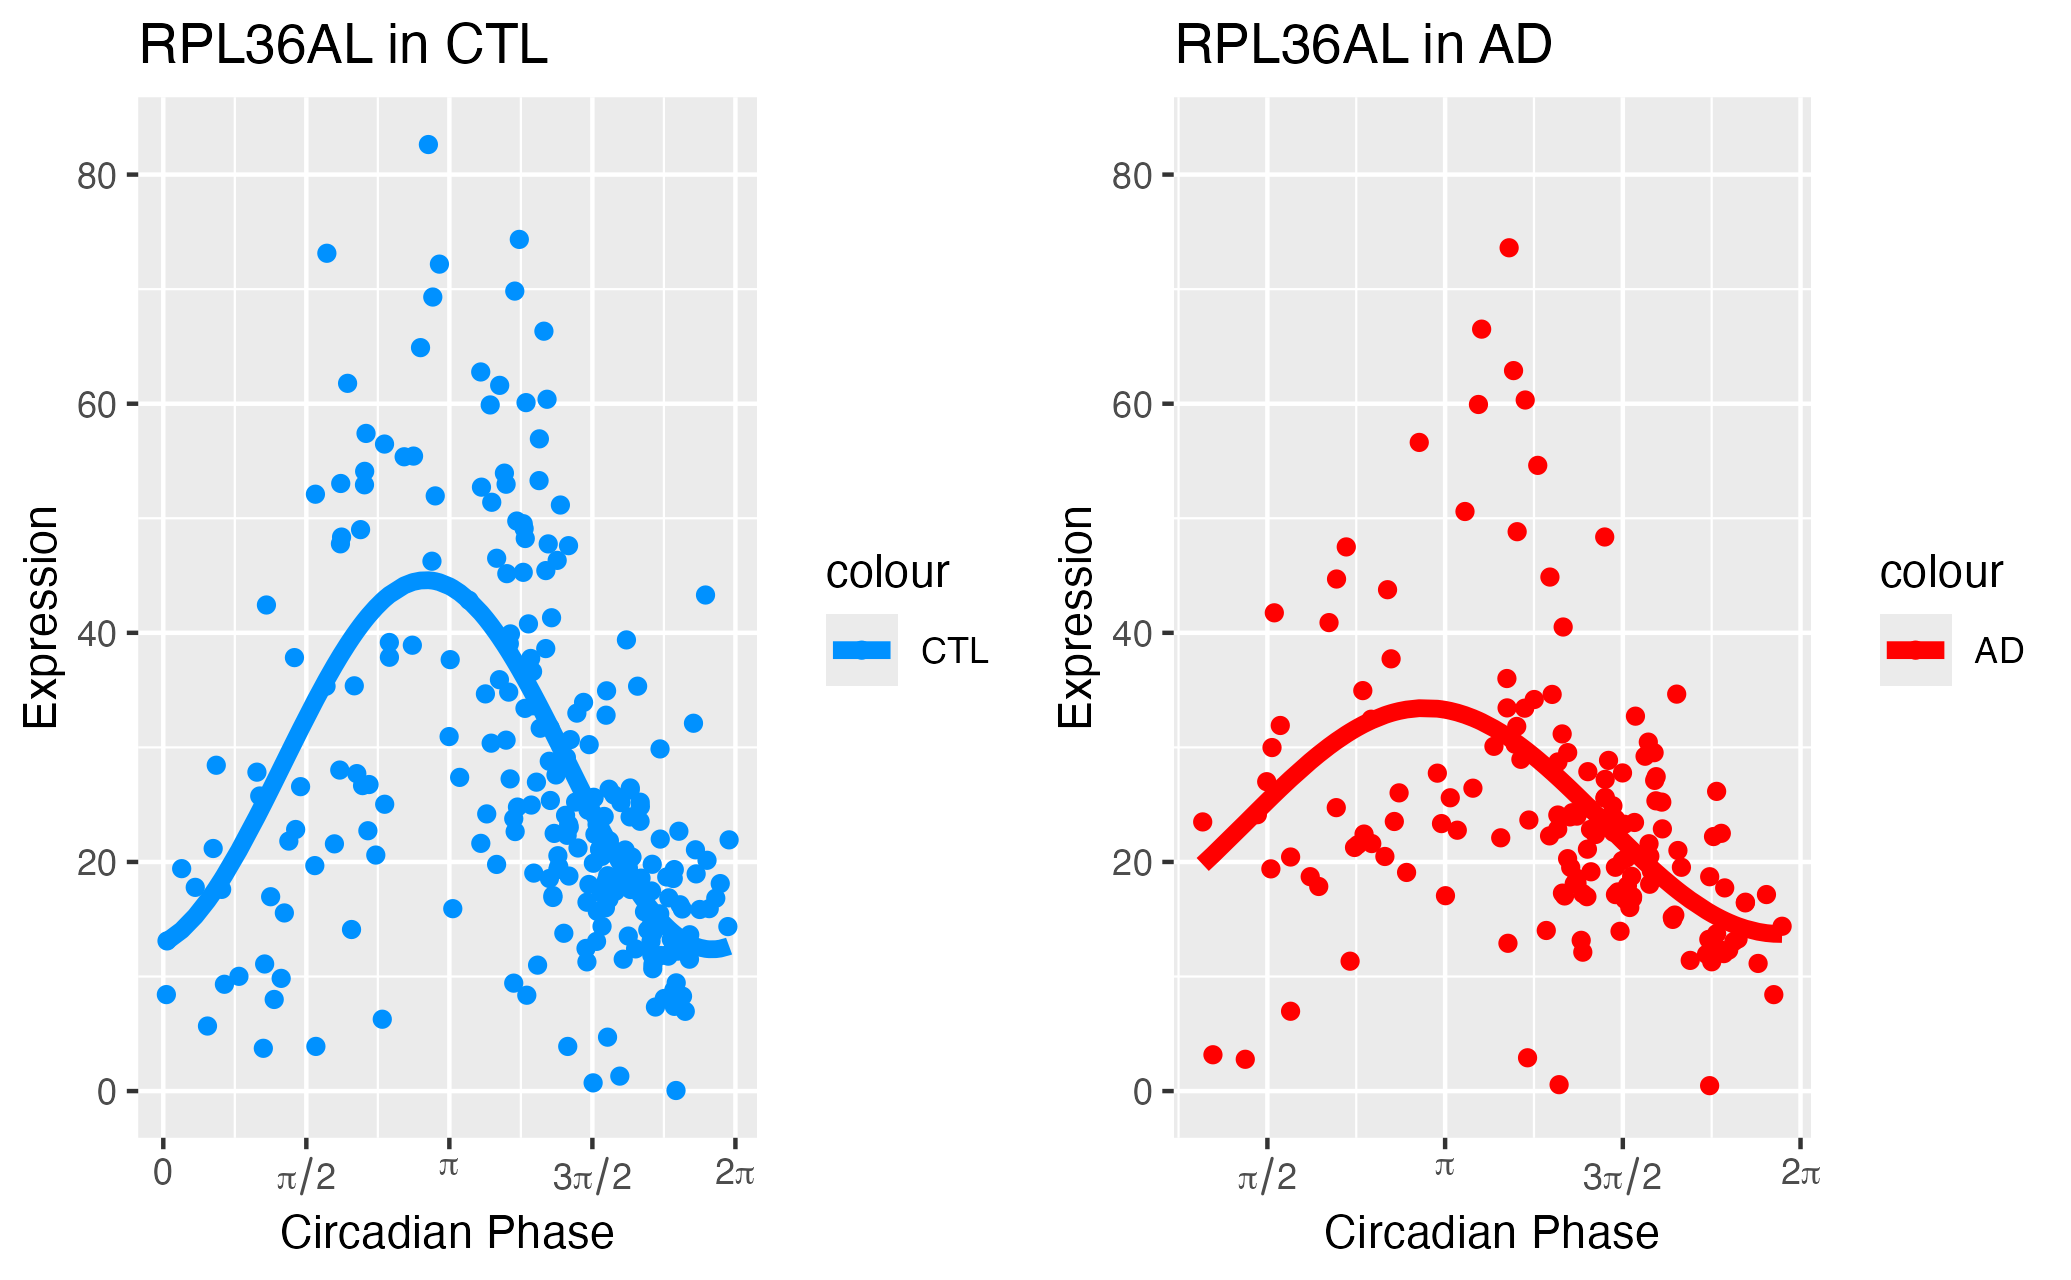 RPL36AL in CTL
80
60
40
20
0
Expression
0 π/2 π 3π/2 2π
Circadian Phase
colour
CTL
RPL36AL in AD
80
60
40
20
0
Expression
π/2 π 3π/2 2π
Circadian Phase
colour
AD